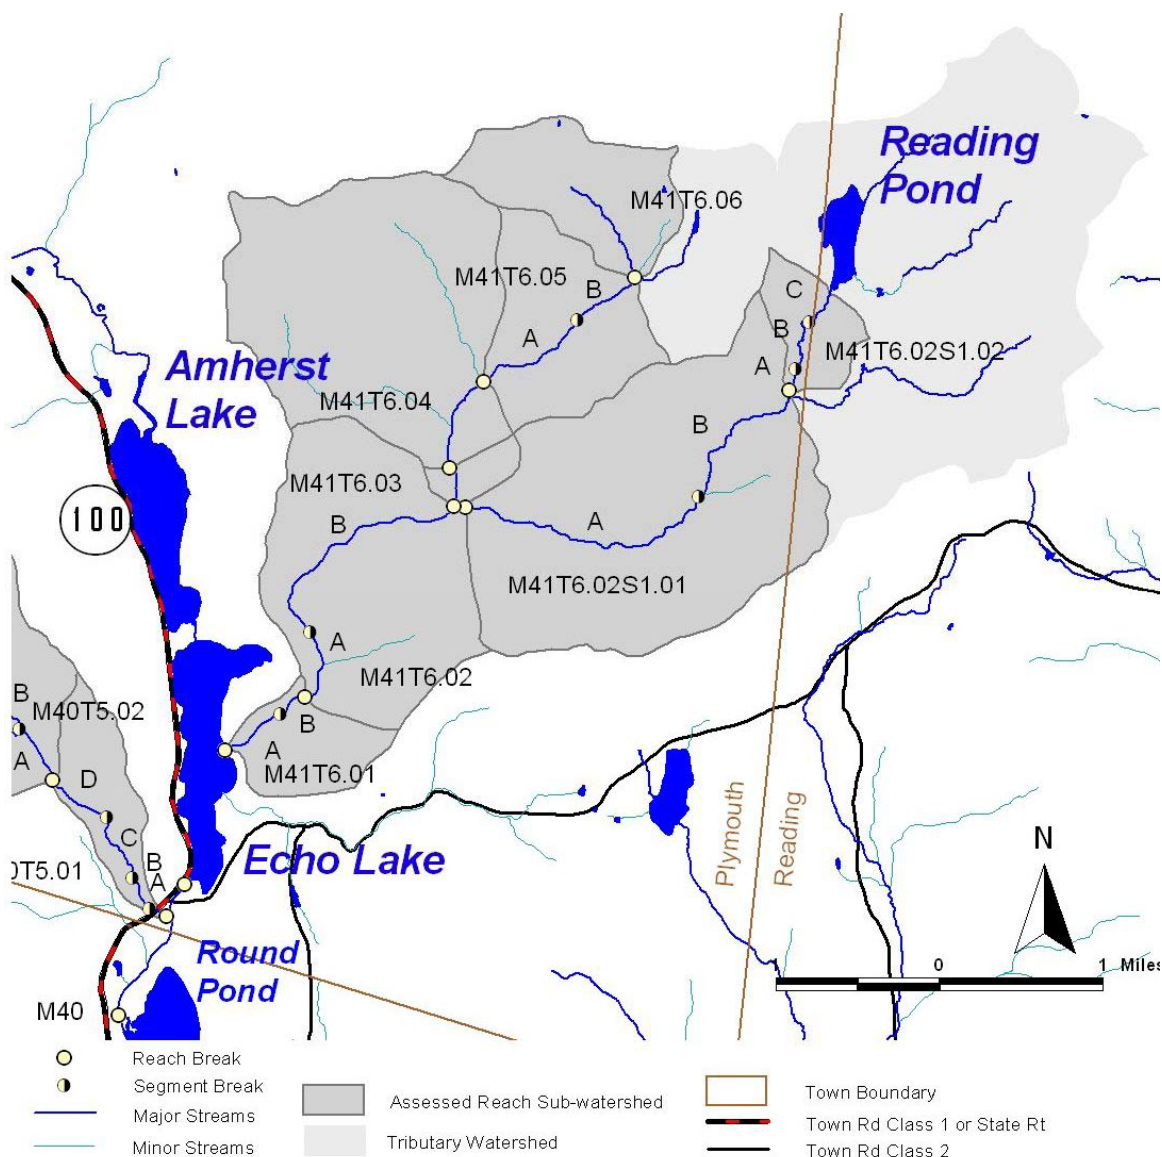 Reading
Pond
M41T6.06
M41T6.05
B
C
A
B
M41T6.02S1.02
A
Amherst
Lake
M41T6.04
B
M41T6.03
100
B
A
M41T6.02S1.01
A
M41T6.02
B
M40T5.02
B
A
A
M41T6.01
D
C
B
A
0T5.01
Echo Lake
Plymouth
Reading
N
Round
Pond
1 0 1 Miles
M40
Reach Break
Segment Break
Major Streams
Minor Streams
Assessed Reach Sub-watershed
Tributary Watershed
Town Boundary
Town Rd Class 1 or State Rt
Town Rd Class 2